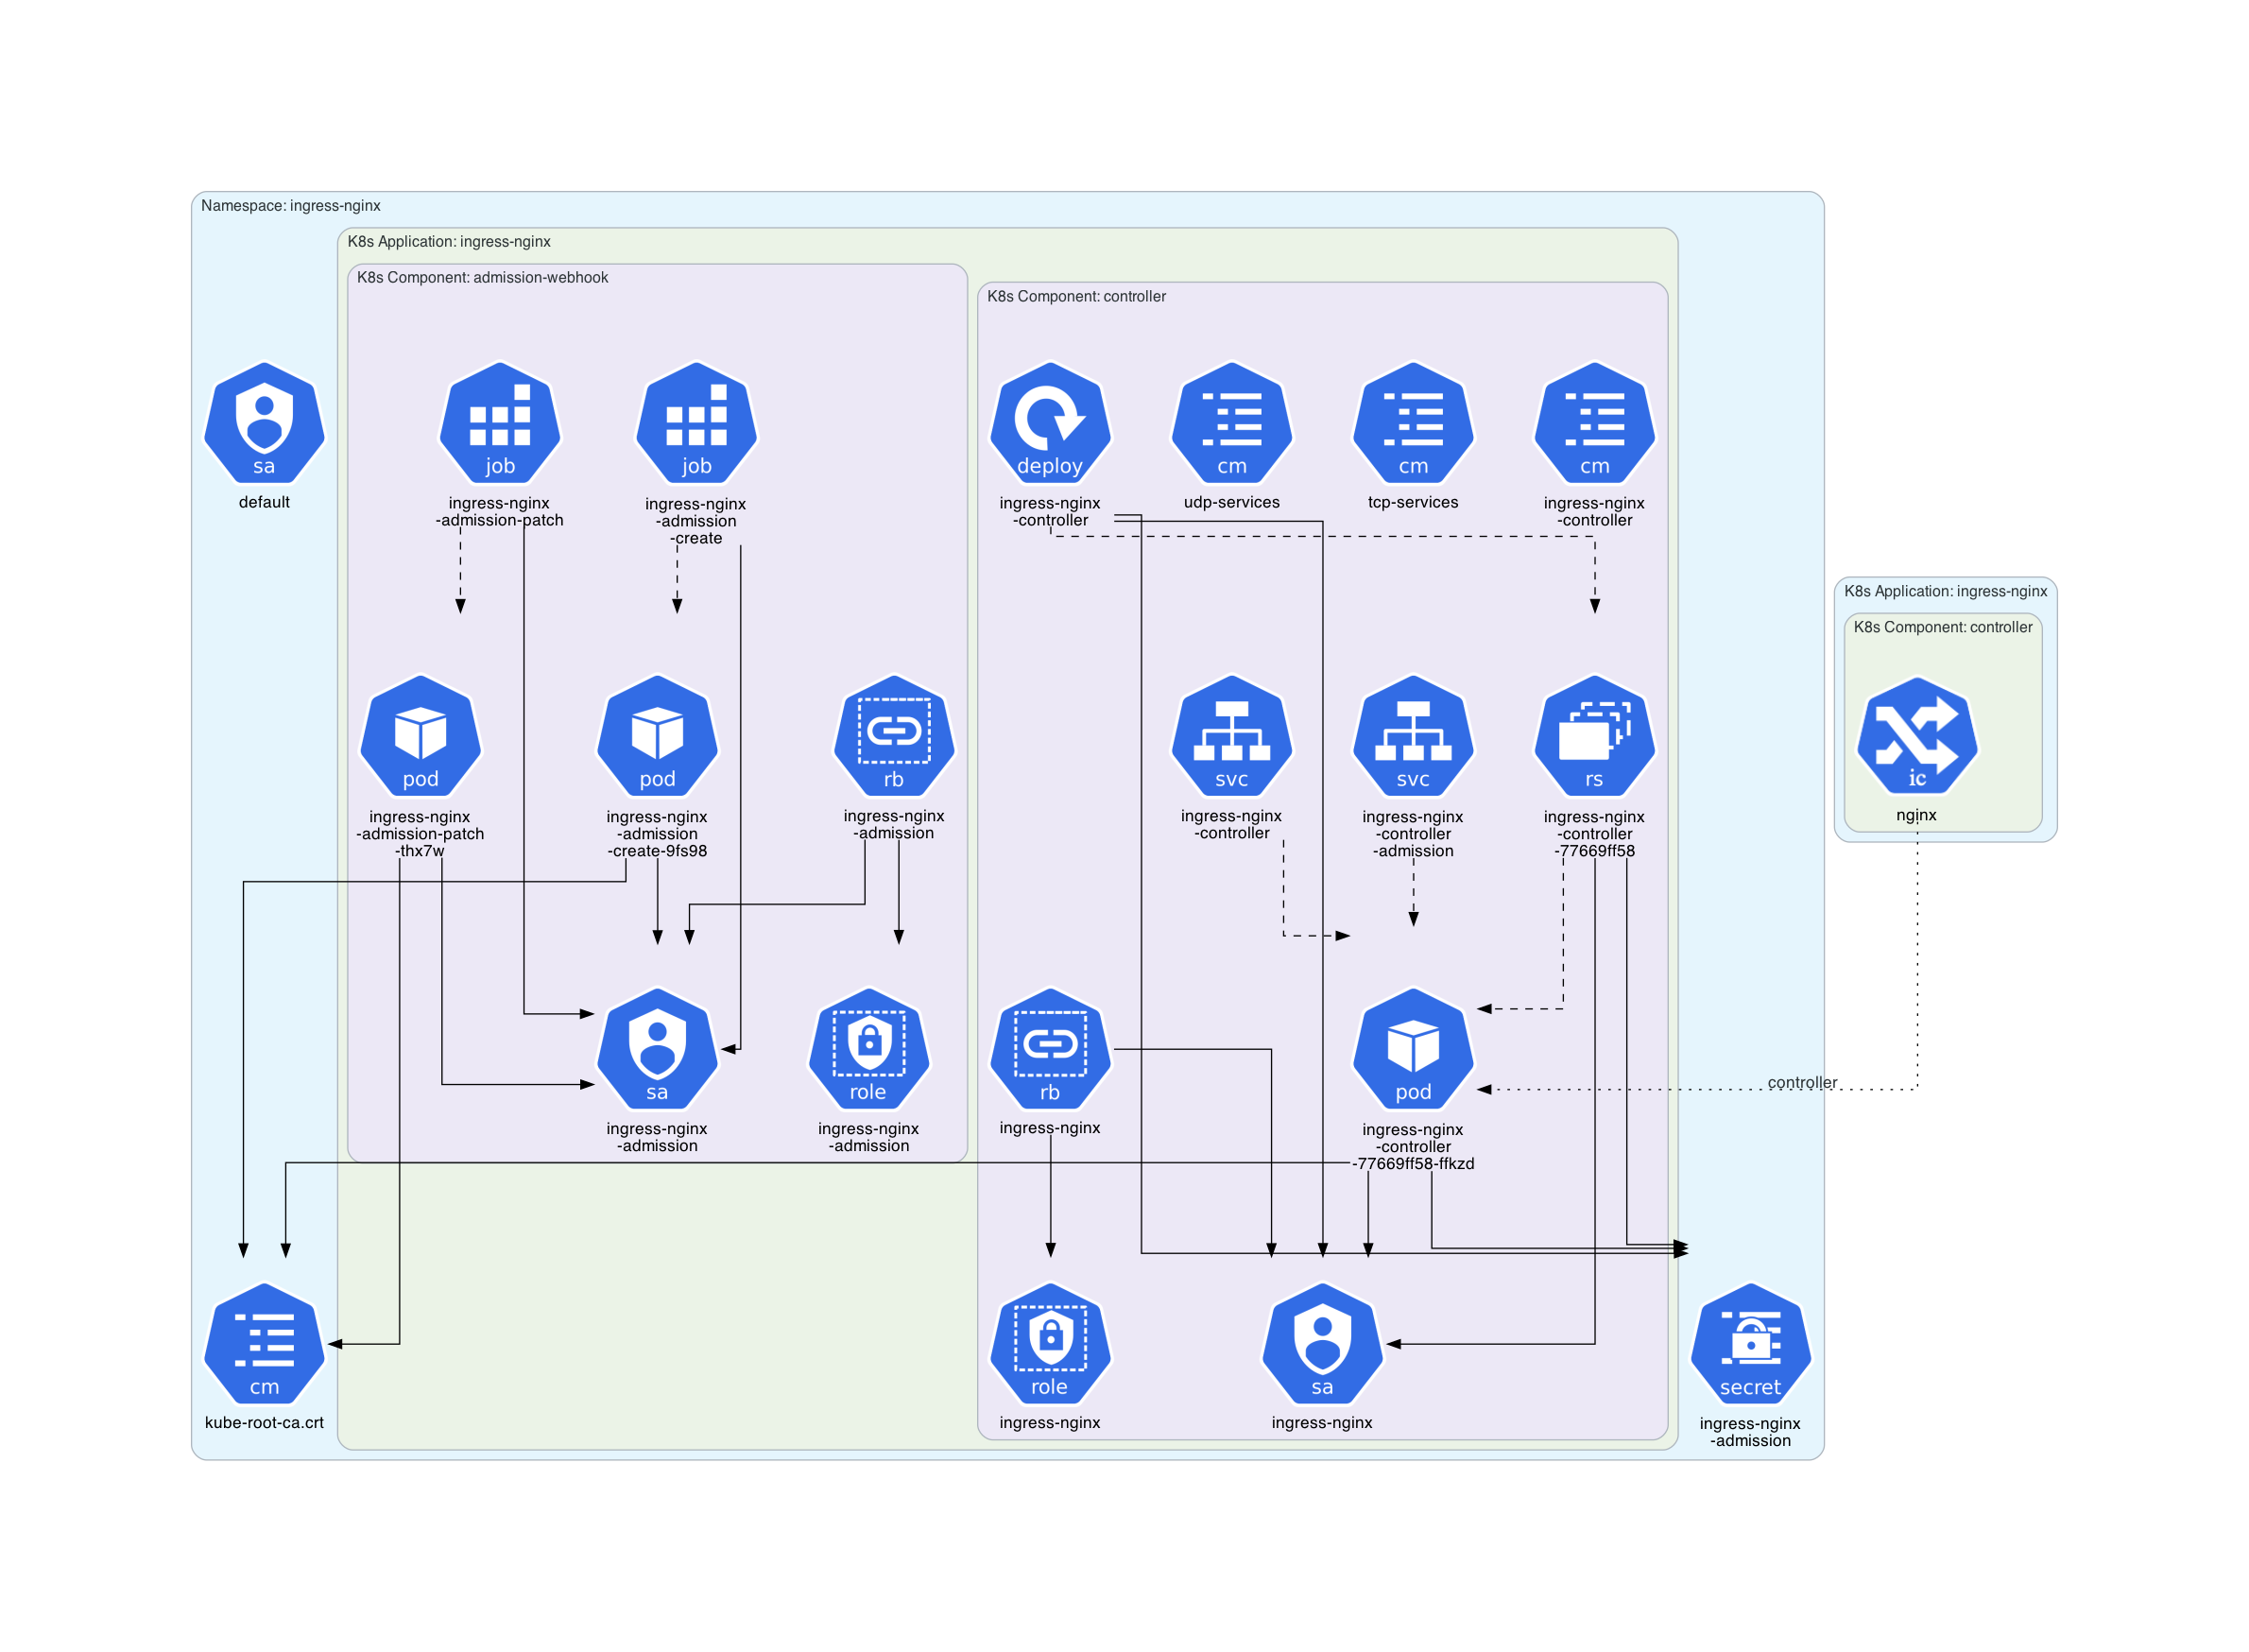 Namespace: ingress-nginx
K8s Application: ingress-nginx
K8s Component: admission-webhook
K8s Component: controller
sa
default
job
ingress-nginx
-admission-patch
job
ingress-nginx
-admission
-create
deploy
ingress-nginx
-controller
cm
udp-services
cm
tcp-services
cm
ingress-nginx
-controller
K8s Application: ingress-nginx
K8s Component: controller
ic
nginx
pod
ingress-nginx
-admission-patch
-thx7w
pod
ingress-nginx
-admission
-create-9fs98
rb
ingress-nginx
-admission
svc
ingress-nginx
-controller
svc
ingress-nginx
-controller
-admission
rs
ingress-nginx
-controller
-77669ff58
sa
ingress-nginx
-admission
role
ingress-nginx
-admission
rb
ingress-nginx
pod
ingress-nginx
-controller
-77669ff58-ffkzd
controller
cm
kube-root-ca.crt
role
ingress-nginx
sa
ingress-nginx
secret
ingress-nginx
-admission